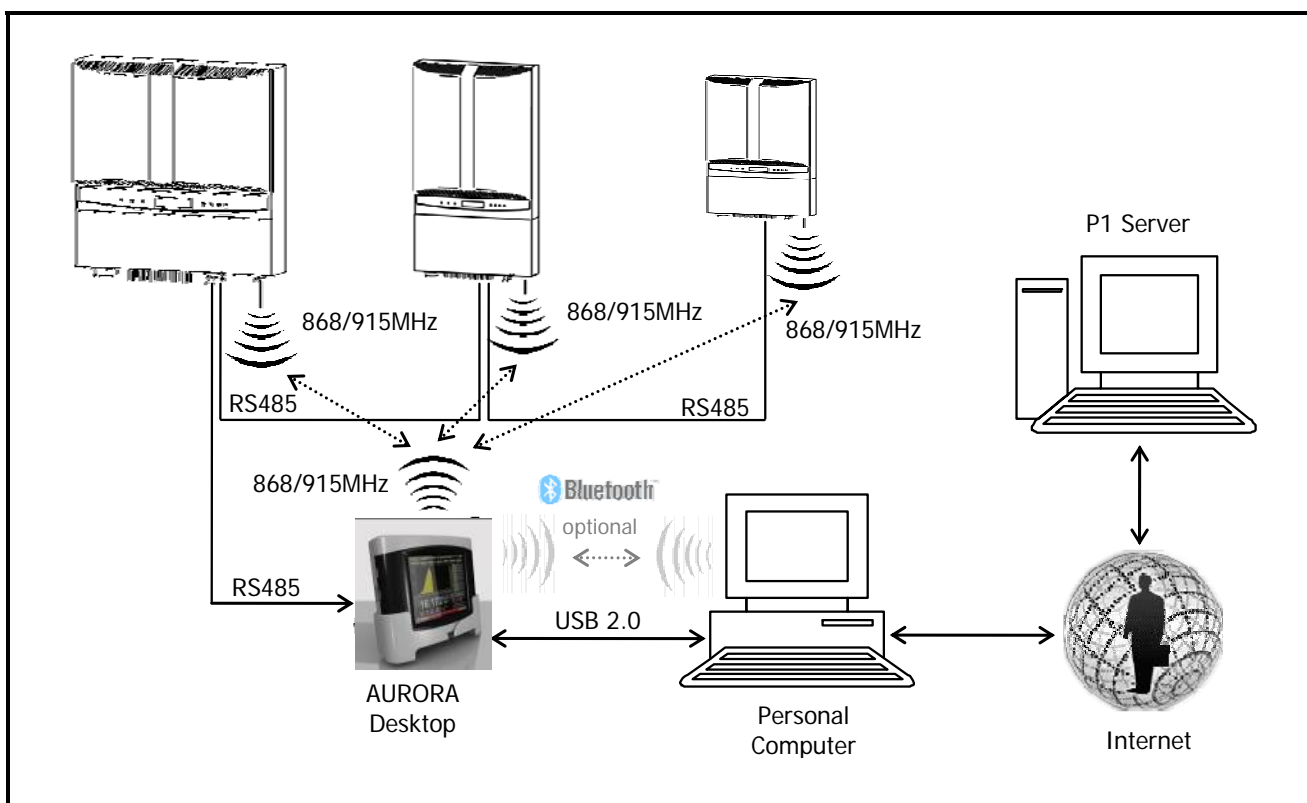 P1 Server
868/915MHz
868/915MHz
868/915MHz
RS485
RS485
868/915MHz
Bluetooth™
optional
RS485
USB 2.0
AURORA
Desktop
Personal
Computer
Internet